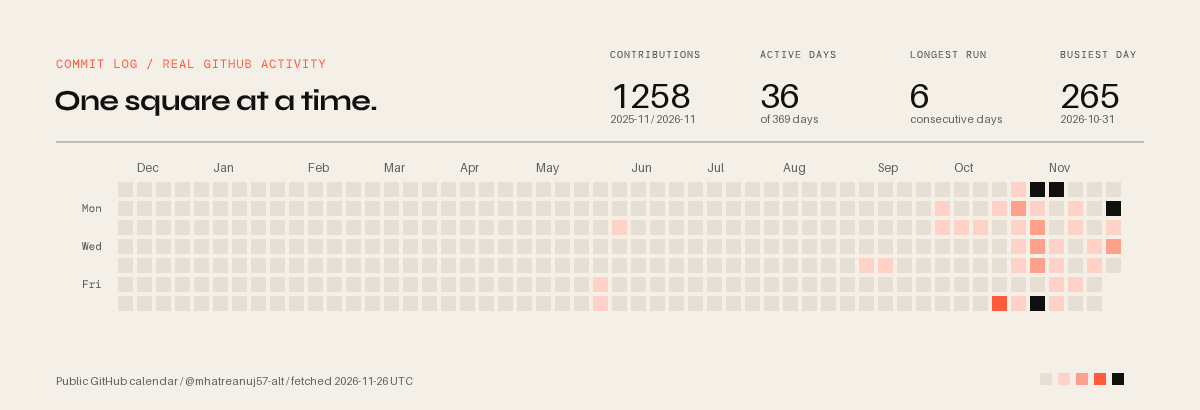 COMMIT LOG / REAL GITHUB ACTIVITY
One square at a time.
CONTRIBUTIONS
1258
2025-11 / 2026-11
ACTIVE DAYS
36
of 369 days
LONGEST RUN
6
consecutive days
BUSIEST DAY
265
2026-10-31
Dec Jan Feb Mar Apr May Jun Jul Aug Sep Oct Nov
Mon
Wed
Fri
Public GitHub calendar / @mhatreanuj57-alt / fetched 2026-11-26 UTC